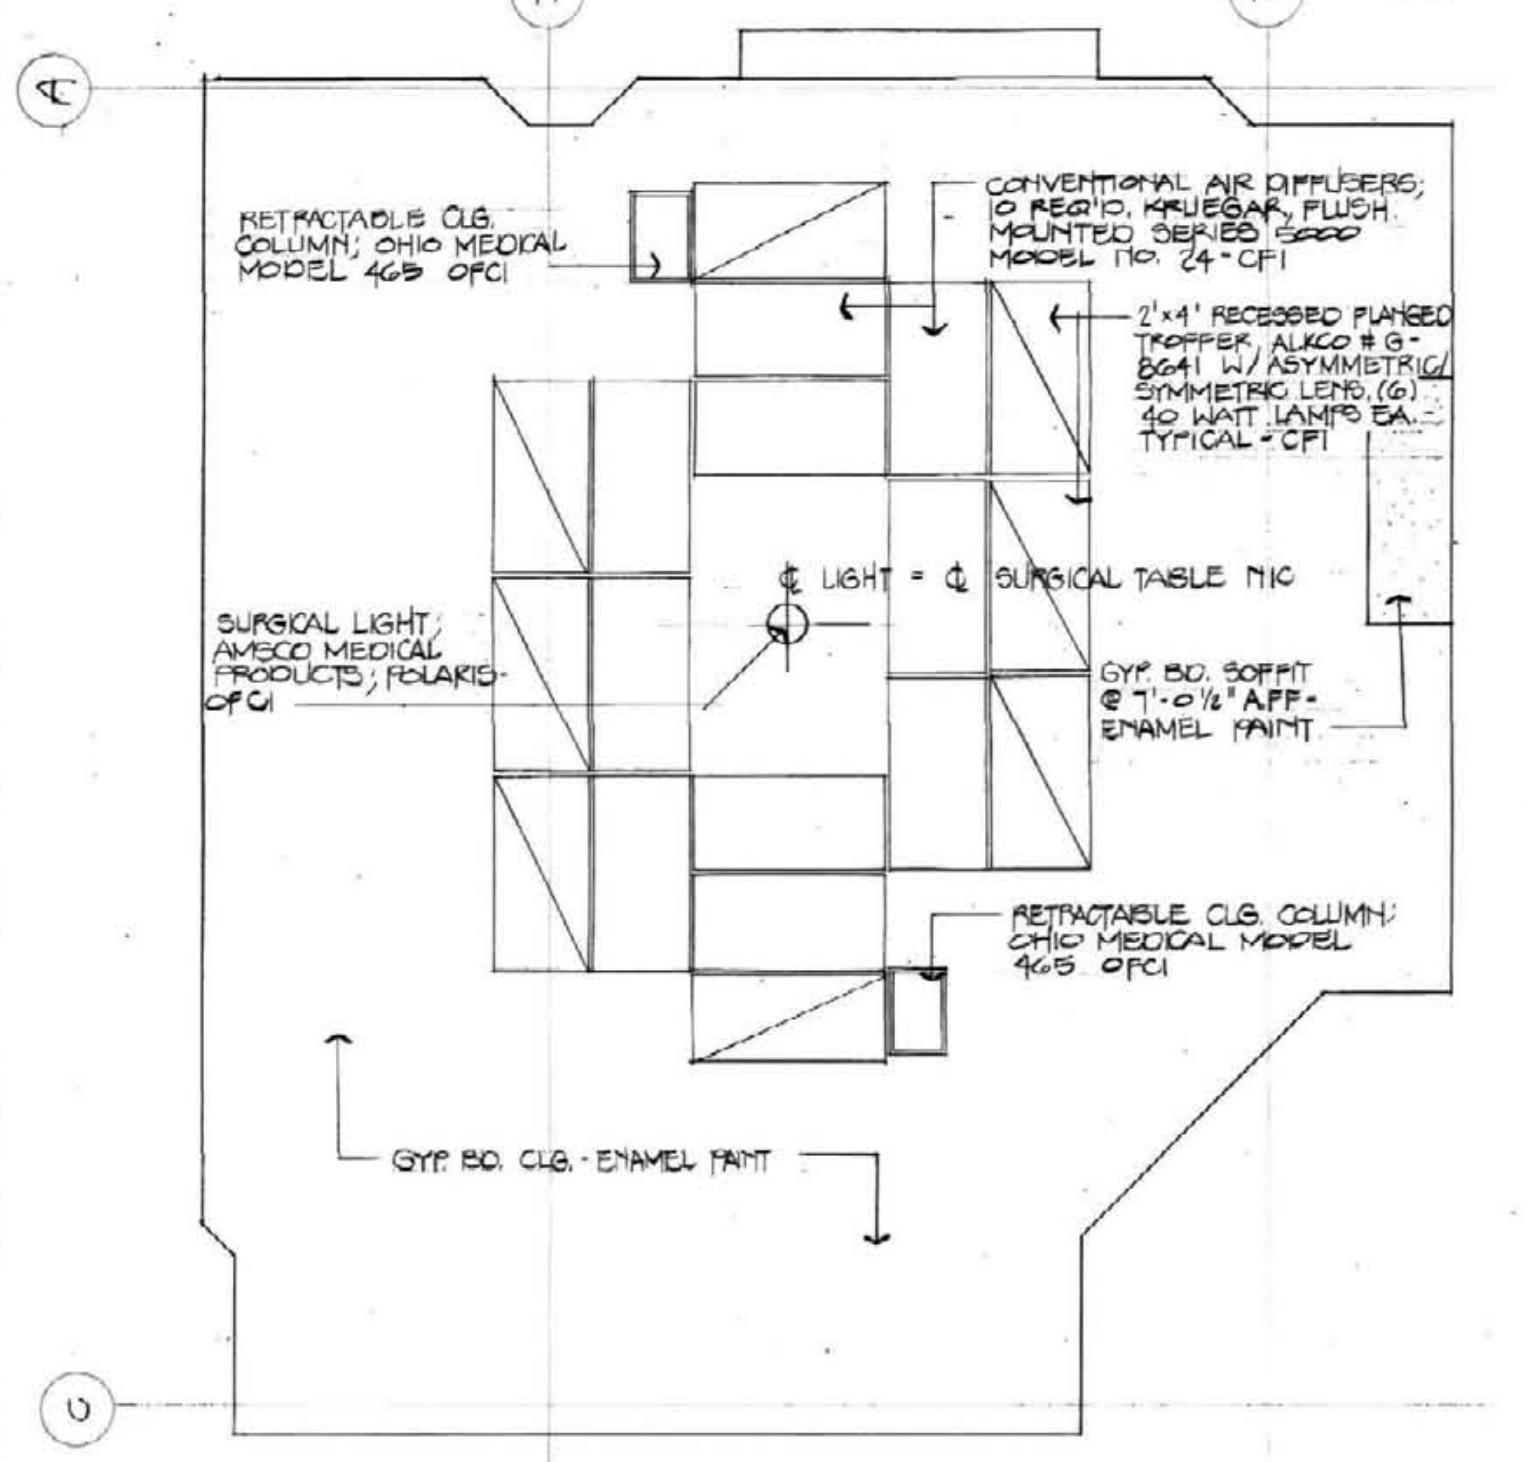 A
RETRACTABLE CLG.
COLUMN; OHIO MEDICAL
MODEL 465 OFCI
CONVENTIONAL AIR DIFFUSERS;
10 REQ'D. KRUEGAR, FLUSH
MOUNTED SERIES 5000
MODEL NO. 24-CFI
2'x4' RECESSED FLANGED
TROFFER, ALKCO # G-
8641 W/ ASYMMETRIC/
SYMMETRIC LENS, (6)
40 WATT LAMPS EA.-
TYPICAL - CFI
℄ LIGHT = ℄ SURGICAL TABLE NIC
SURGICAL LIGHT;
AMSCO MEDICAL
PRODUCTS; POLARIS-
OFCI
GYP. BD. SOFFIT
@ 7'-0 1/2" AFF-
ENAMEL PAINT
RETRACTABLE CLG. COLUMN;
OHIO MEDICAL MODEL
465 OFCI
GYP. BD. CLG. - ENAMEL PAINT
C